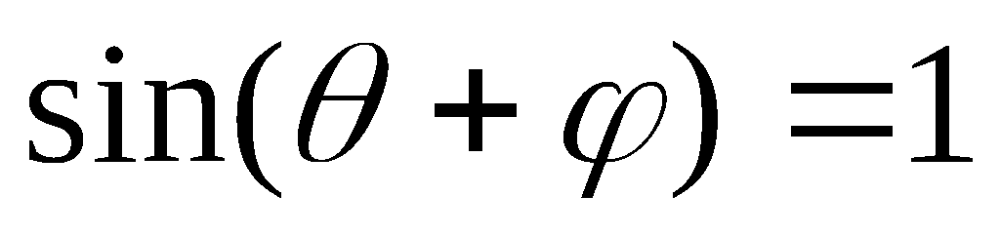 sin(θ + φ) =1